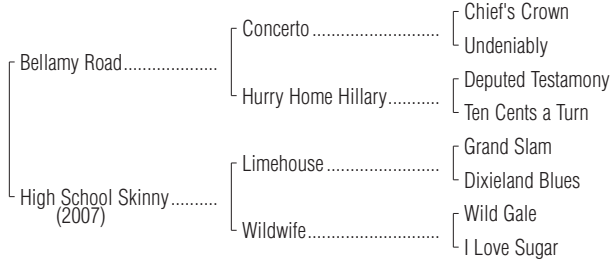 Chief's Crown
Concerto
Undeniably
Bellamy Road
Deputed Testamony
Hurry Home Hillary
Ten Cents a Turn
Grand Slam
Limehouse
Dixieland Blues
High School Skinny
(2007)
Wild Gale
Wildwife
I Love Sugar